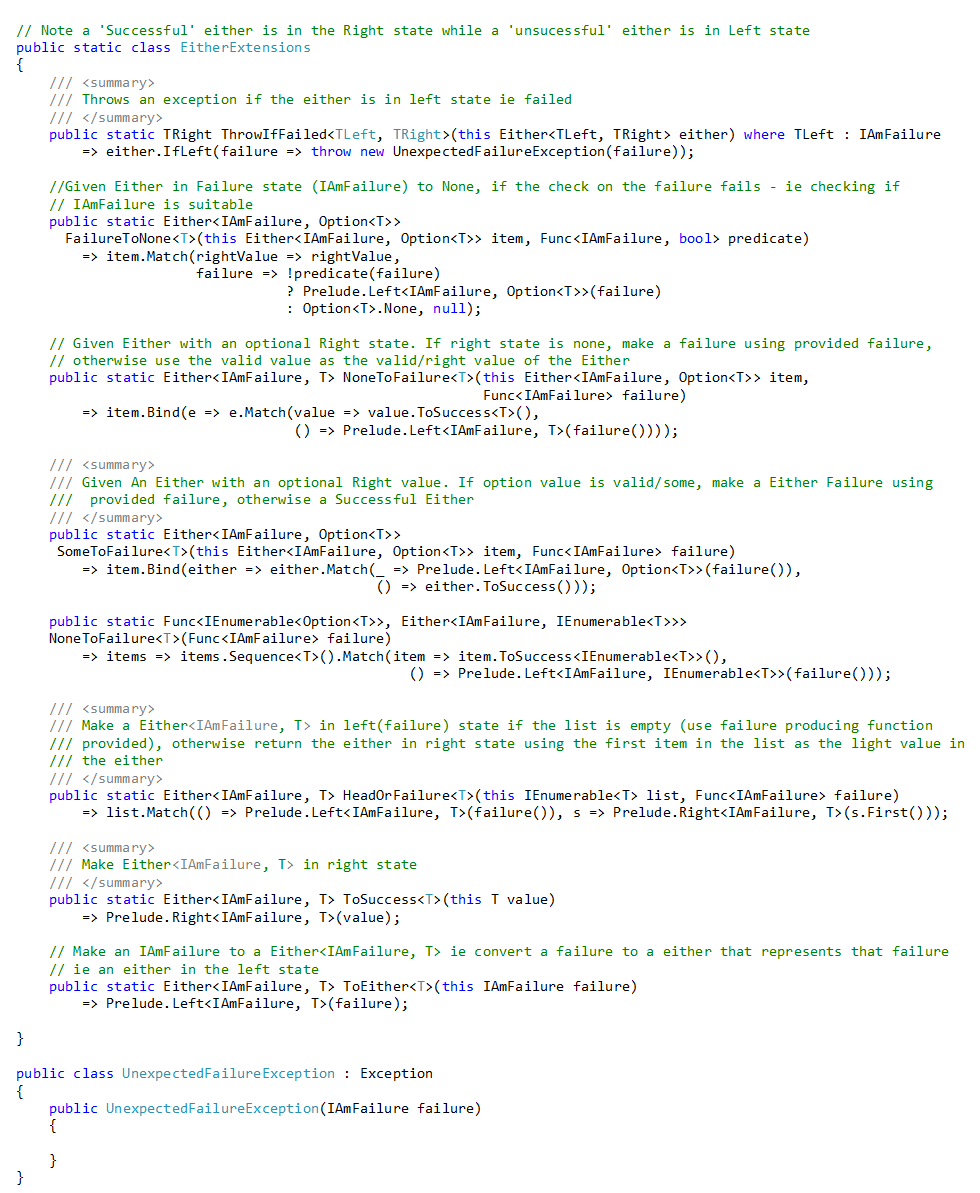 // Note a 'Successful' either is in the Right state while a 'unsucessful' either is in Left state
public static class EitherExtensions
{
    /// <summary>
    /// Throws an exception if the either is in left state ie failed
    /// </summary>
    public static TRight ThrowIfFailed<TLeft, TRight>(this Either<TLeft, TRight> either) where TLeft : IAmFailure
        => either.IfLeft(failure => throw new UnexpectedFailureException(failure));

    //Given Either in Failure state (IAmFailure) to None, if the check on the failure fails - ie checking if
    // IAmFailure is suitable
    public static Either<IAmFailure, Option<T>>
      FailureToNone<T>(this Either<IAmFailure, Option<T>> item, Func<IAmFailure, bool> predicate)
        => item.Match(rightValue => rightValue,
                      failure => !predicate(failure)
                                 ? Prelude.Left<IAmFailure, Option<T>>(failure)
                                 : Option<T>.None, null);

    // Given Either with an optional Right state. If right state is none, make a failure using provided failure,
    // otherwise use the valid value as the valid/right value of the Either
    public static Either<IAmFailure, T> NoneToFailure<T>(this Either<IAmFailure, Option<T>> item,
                                                         Func<IAmFailure> failure)
        => item.Bind(e => e.Match(value => value.ToSuccess<T>(),
                                  () => Prelude.Left<IAmFailure, T>(failure())));

    /// <summary>
    /// Given An Either with an optional Right value. If option value is valid/some, make a Either Failure using
    ///  provided failure, otherwise a Successful Either
    /// </summary>
    public static Either<IAmFailure, Option<T>>
     SomeToFailure<T>(this Either<IAmFailure, Option<T>> item, Func<IAmFailure> failure)
        => item.Bind(either => either.Match(_ => Prelude.Left<IAmFailure, Option<T>>(failure()),
                                            () => either.ToSuccess()));

    public static Func<IEnumerable<Option<T>>, Either<IAmFailure, IEnumerable<T>>>
    NoneToFailure<T>(Func<IAmFailure> failure)
        => items => items.Sequence<T>().Match(item => item.ToSuccess<IEnumerable<T>>(),
                                                () => Prelude.Left<IAmFailure, IEnumerable<T>>(failure()));

    /// <summary>
    /// Make a Either<IAmFailure, T> in left(failure) state if the list is empty (use failure producing function
    /// provided), otherwise return the either in right state using the first item in the list as the light value in
    /// the either
    /// </summary>
    public static Either<IAmFailure, T> HeadOrFailure<T>(this IEnumerable<T> list, Func<IAmFailure> failure)
        => list.Match(() => Prelude.Left<IAmFailure, T>(failure()), s => Prelude.Right<IAmFailure, T>(s.First()));

    /// <summary>
    /// Make Either<IAmFailure, T> in right state
    /// </summary>
    public static Either<IAmFailure, T> ToSuccess<T>(this T value)
        => Prelude.Right<IAmFailure, T>(value);

    // Make an IAmFailure to a Either<IAmFailure, T> ie convert a failure to a either that represents that failure
    // ie an either in the left state
    public static Either<IAmFailure, T> ToEither<T>(this IAmFailure failure)
        => Prelude.Left<IAmFailure, T>(failure);

}

public class UnexpectedFailureException : Exception
{
    public UnexpectedFailureException(IAmFailure failure)
    {

    }
}